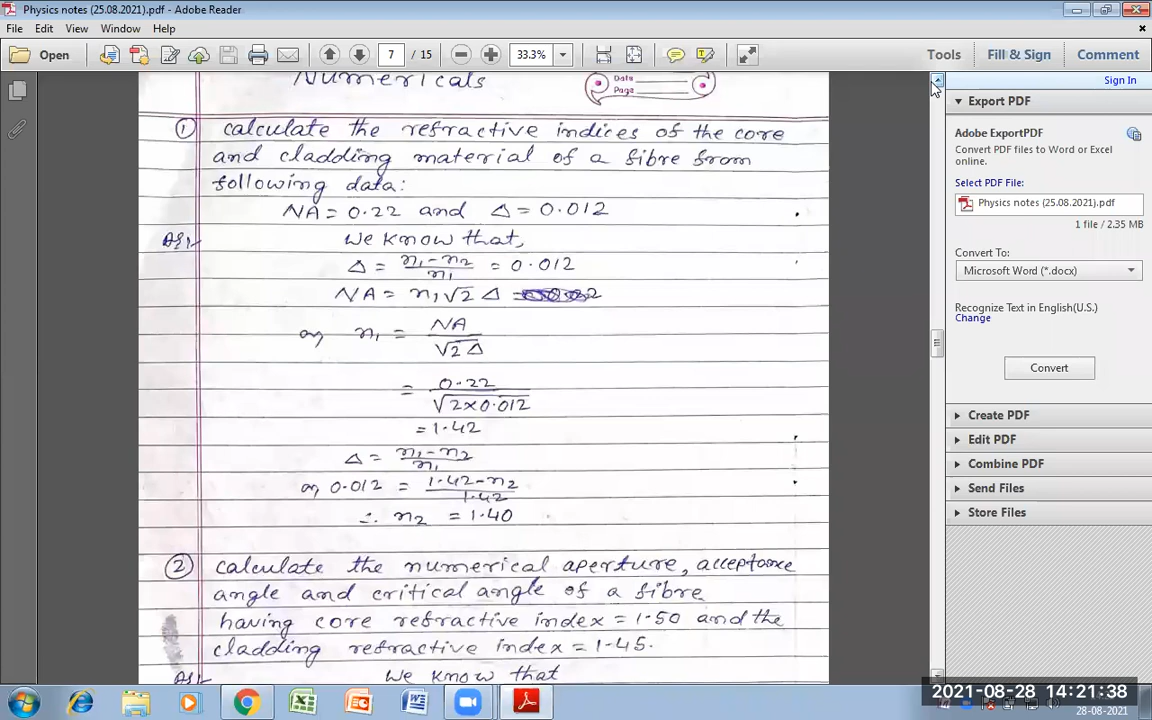 Physics notes (25.08.2021).pdf - Adobe Reader
File Edit View Window Help
Open 7 / 15 33.3% Tools Fill & Sign Comment
Sign In
Export PDF
Adobe ExportPDF
Convert PDF files to Word or Excel
online.
Select PDF File:
Physics notes (25.08.2021).pdf
1 file / 2.35 MB
Convert To:
Microsoft Word (*.docx)
Recognize Text in English(U.S.)
Change
Convert
Create PDF
Edit PDF
Combine PDF
Send Files
Store Files
Numericals
Date
Page
① Calculate the refractive indices of the core
and cladding material of a fibre from
following data:
NA = 0.22 and Δ = 0.012
We know that,
Δ = n₁-n₂/n₁ = 0.012
NA = n₁√2 Δ
or, n₁ = NA/√2Δ
= 0.22/√2×0.012
= 1.42
Δ = n₁-n₂/n₁
or, 0.012 = 1.42-n₂/1.42
∴ n₂ = 1.40
② Calculate the numerical aperture, acceptance
angle and critical angle of a fibre
having core refractive index = 1.50 and the
cladding refractive index = 1.45.
We know that
2021-08-28 14:21:38
28-08-2021